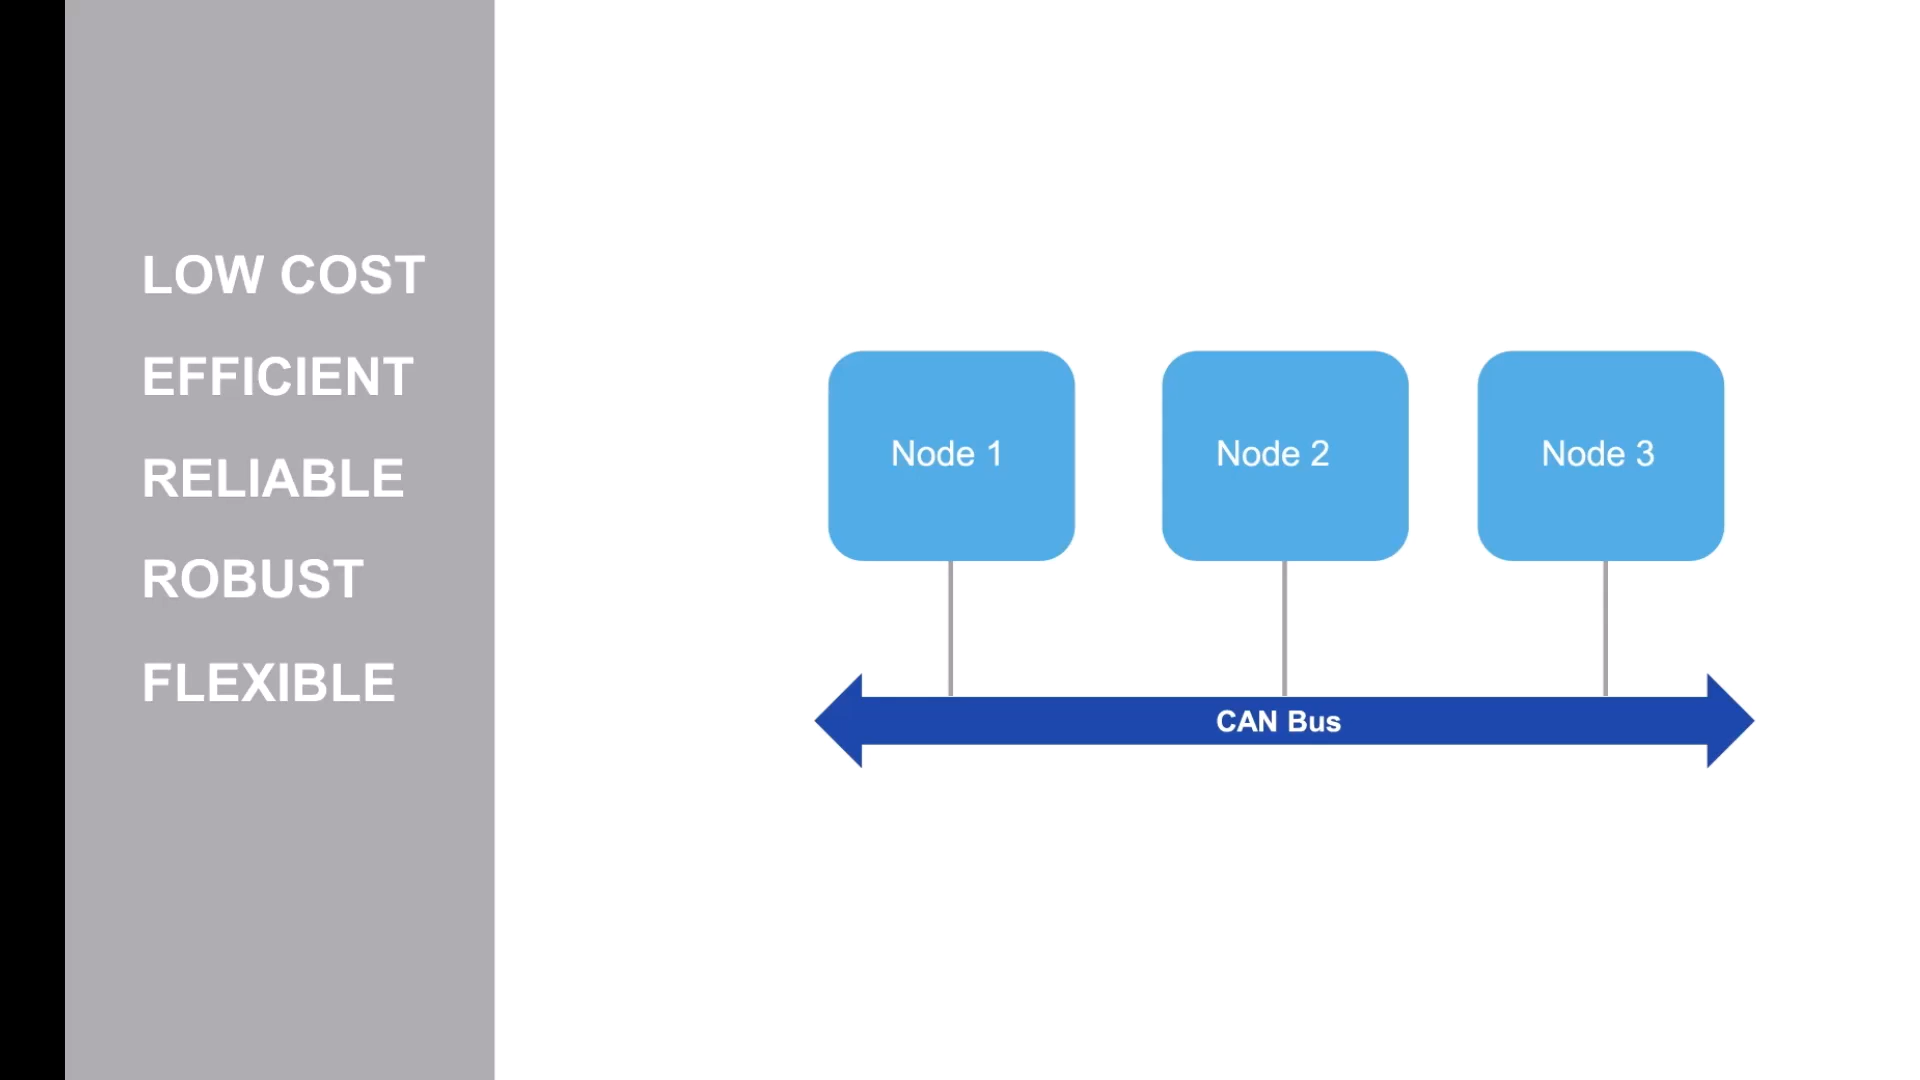 LOW COST
EFFICIENT
RELIABLE
ROBUST
FLEXIBLE
Node 1
Node 2
Node 3
CAN Bus